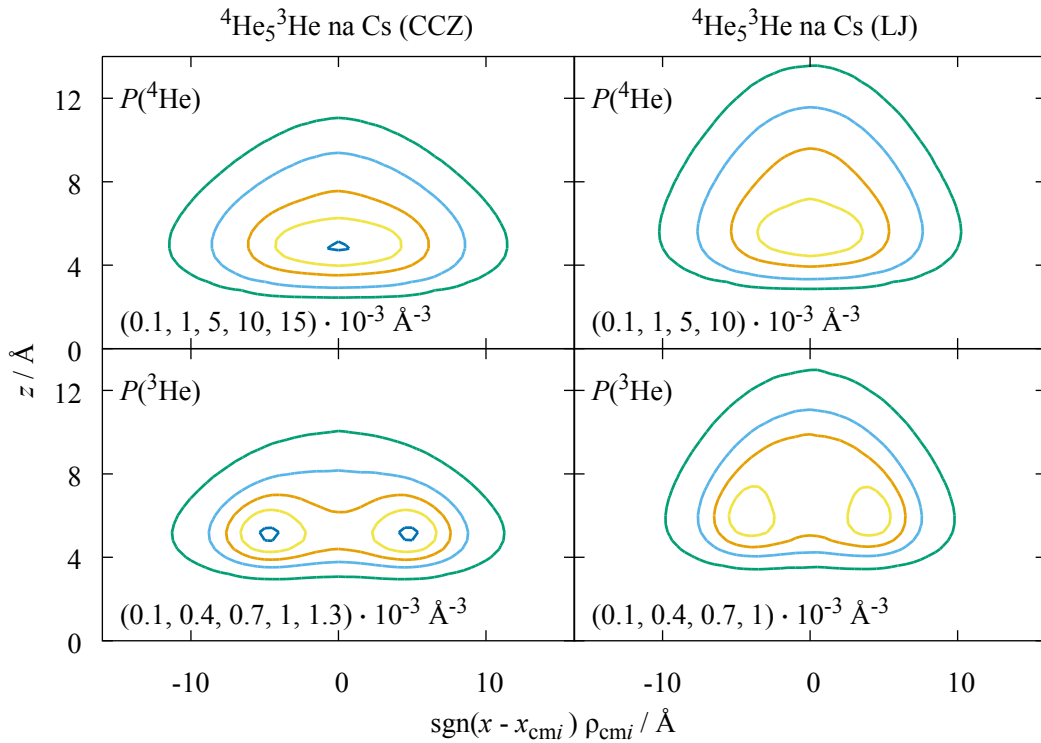 ⁴He₅³He na Cs (CCZ)
⁴He₅³He na Cs (LJ)
P(⁴He)
P(⁴He)
12
8
4
0
(0.1, 1, 5, 10, 15) · 10⁻³ Å⁻³
(0.1, 1, 5, 10) · 10⁻³ Å⁻³
z / Å
P(³He)
P(³He)
12
8
4
0
(0.1, 0.4, 0.7, 1, 1.3) · 10⁻³ Å⁻³
(0.1, 0.4, 0.7, 1) · 10⁻³ Å⁻³
-10 0 10
-10 0 10
sgn(x - x_cmi) ρ_cmi / Å